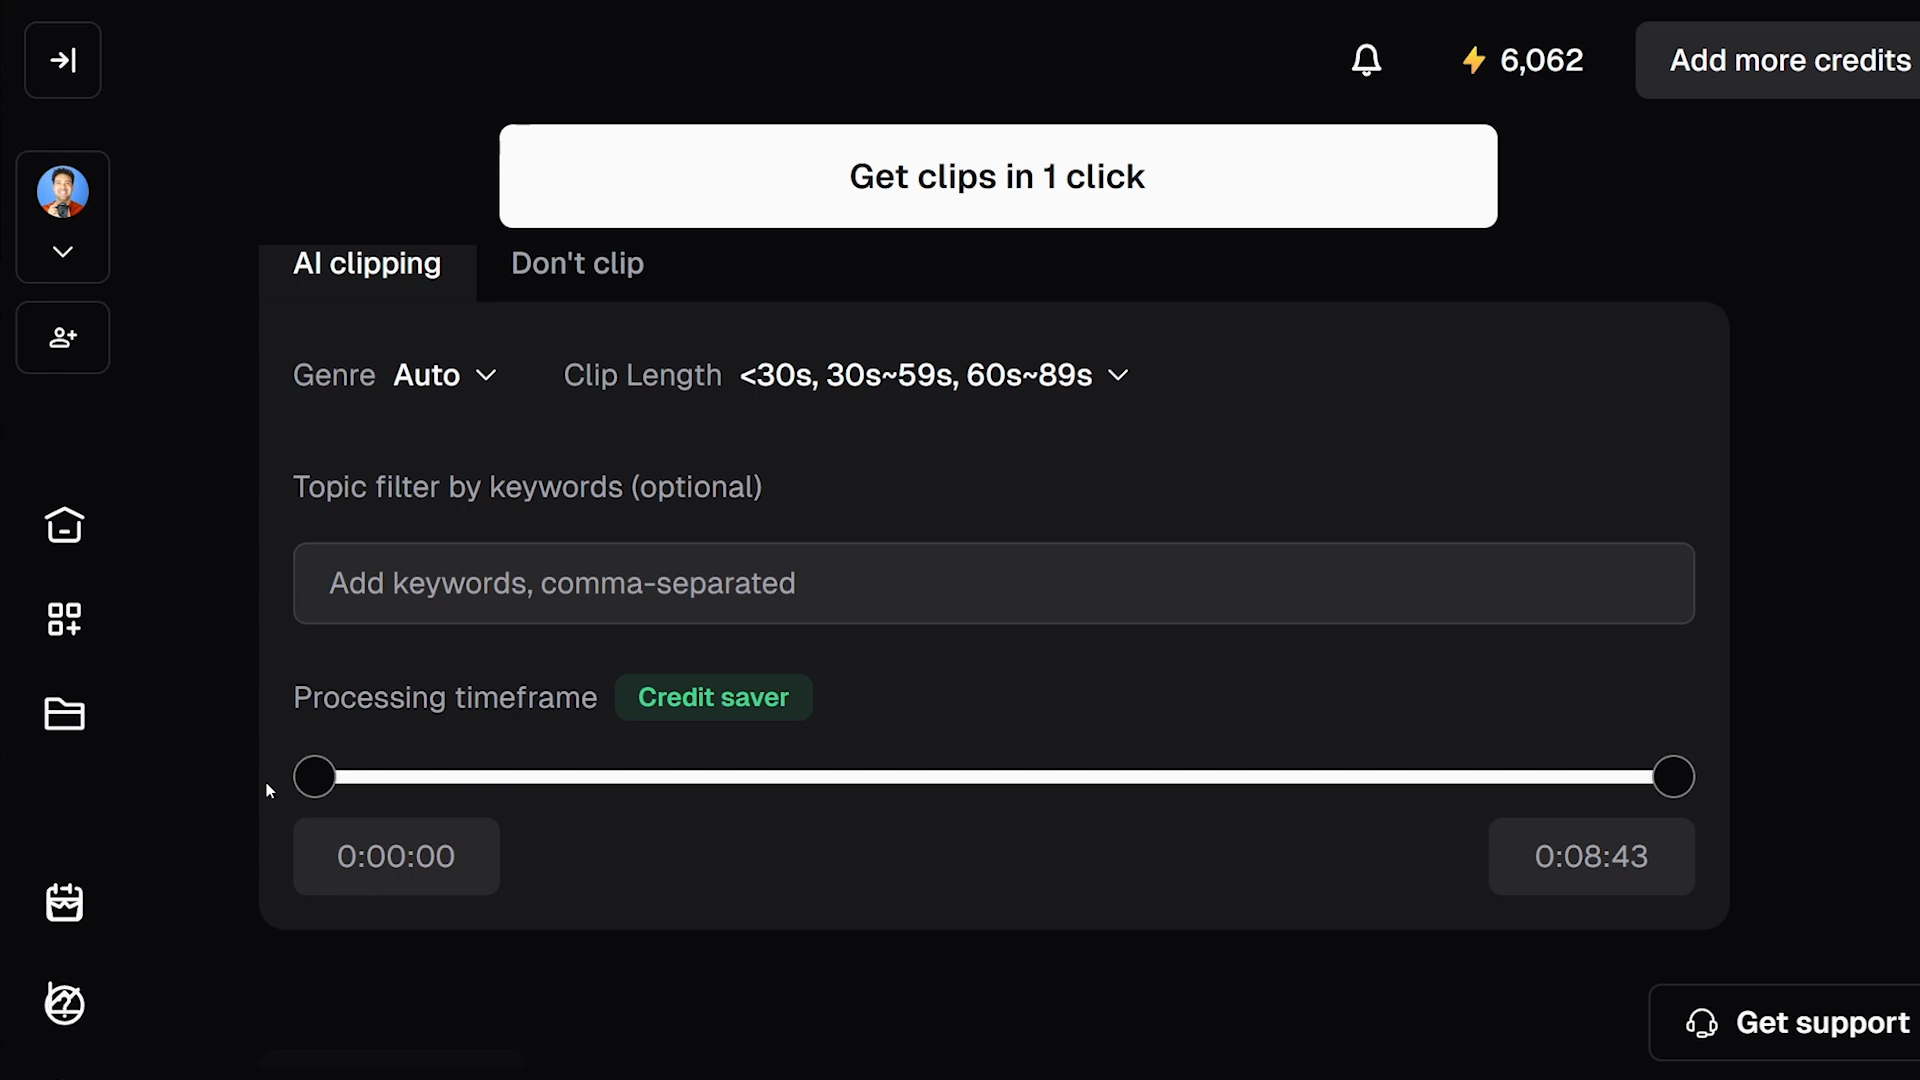 6,062
Add more credits
Get clips in 1 click
AI clipping
Don't clip
Genre Auto
Clip Length <30s, 30s~59s, 60s~89s
Topic filter by keywords (optional)
Add keywords, comma-separated
Processing timeframe
Credit saver
0:00:00
0:08:43
Get support